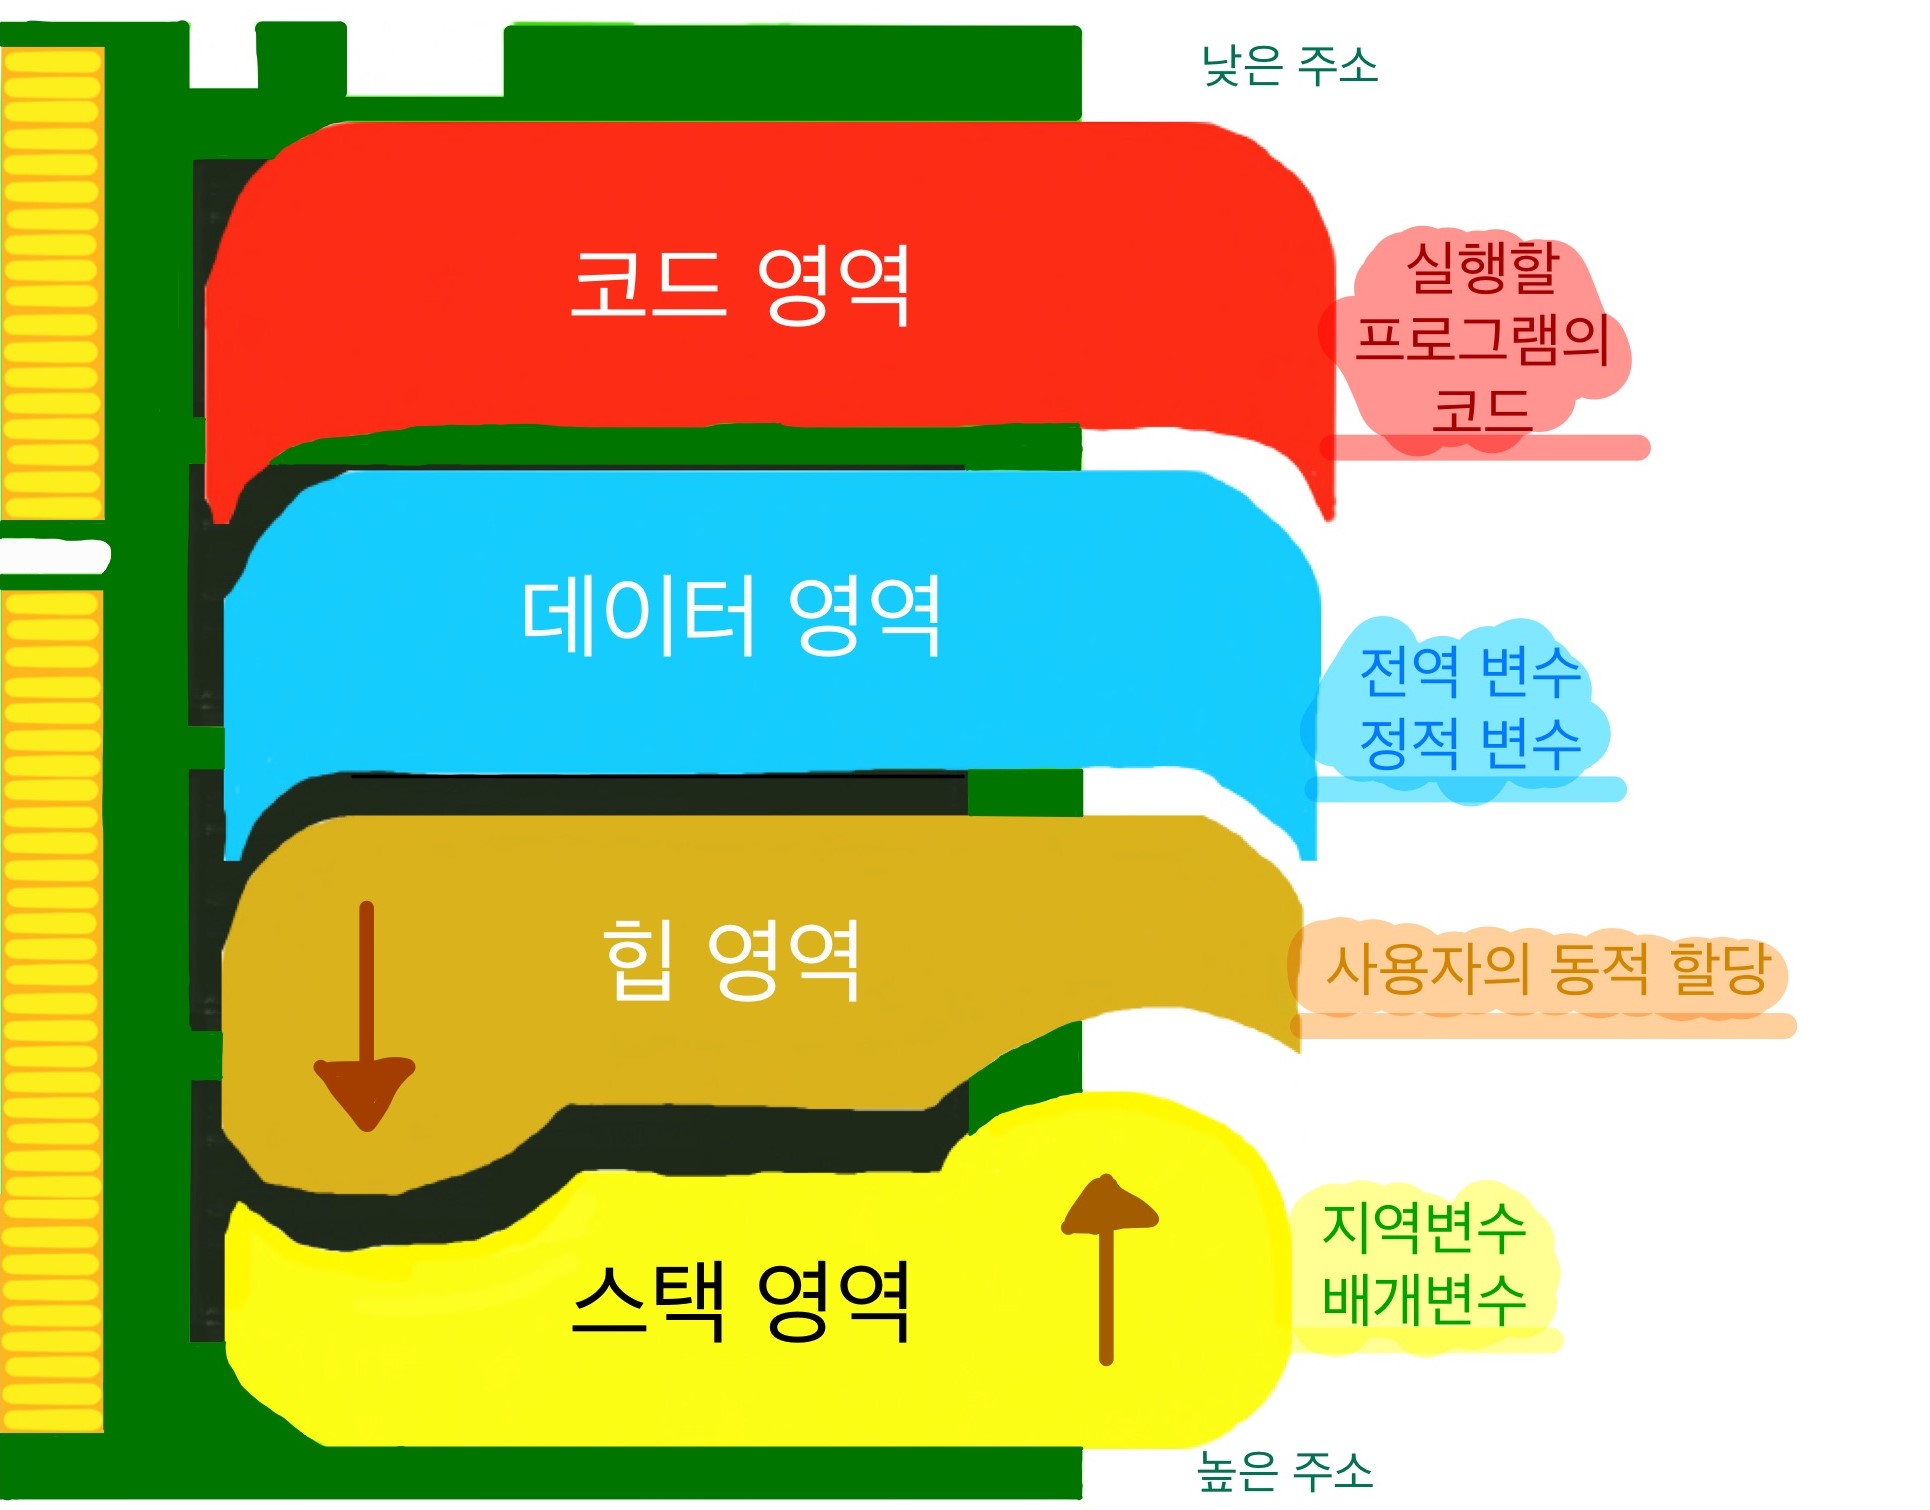 낮은 주소
코드 영역
실행할
프로그램의
코드
데이터 영역
전역 변수
정적 변수
힙 영역
사용자의 동적 할당
스택 영역
지역변수
배개변수
높은 주소